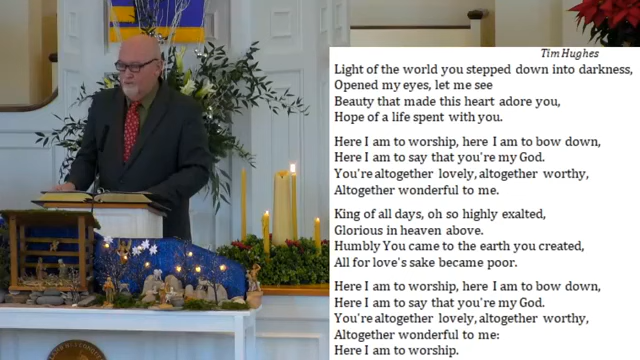 Tim Hughes
Light of the world you stepped down into darkness,
Opened my eyes, let me see
Beauty that made this heart adore you,
Hope of a life spent with you.
Here I am to worship, here I am to bow down,
Here I am to say that you're my God.
You're altogether lovely, altogether worthy,
Altogether wonderful to me.
King of all days, oh so highly exalted,
Glorious in heaven above.
Humbly You came to the earth you created,
All for love's sake became poor.
Here I am to worship, here I am to bow down,
Here I am to say that you're my God.
You're altogether lovely, altogether worthy,
Altogether wonderful to me:
Here I am to worship.